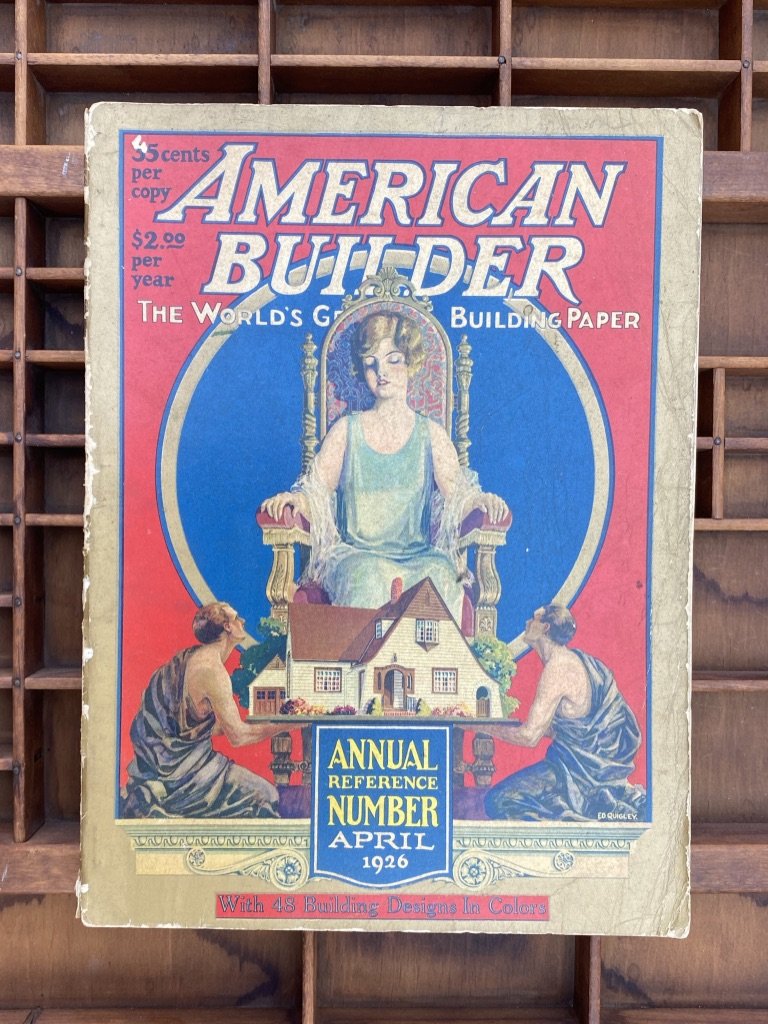 35 cents
per
copy
AMERICAN
BUILDER
$2.00
per
year
THE WORLD'S BUILDING PAPER
ANNUAL
REFERENCE
NUMBER
APRIL
1926
ED QUIGLEY
With 48 Building Designs In Colors